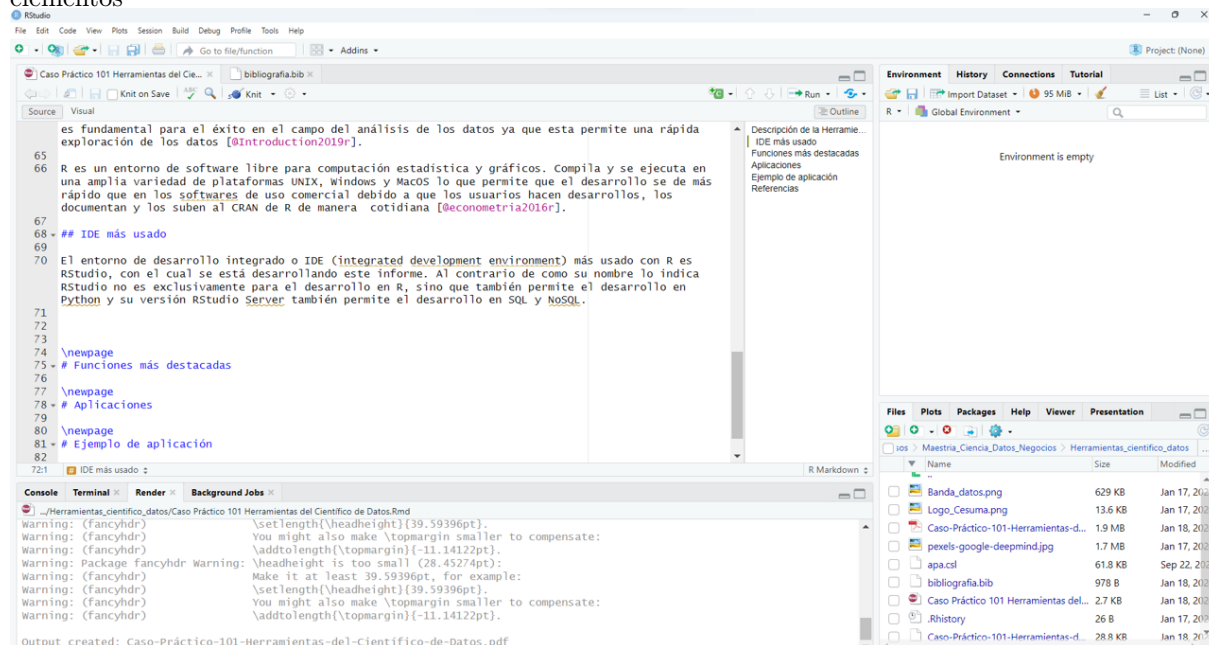 elementos
RStudio
File Edit Code View Plots Session Build Debug Profile Tools Help
Go to file/function Addins Project: (None)
Caso Práctico 101 Herramientas del Cie... bibliografia.bib
Knit on Save Knit Run
Source Visual Outline
es fundamental para el éxito en el campo del análisis de los datos ya que esta permite una rápida
exploración de los datos [@Introduction2019r].
65
66 R es un entorno de software libre para computación estadística y gráficos. Compila y se ejecuta en
una amplia variedad de plataformas UNIX, Windows y MacOS lo que permite que el desarrollo se de más
rápido que en los softwares de uso comercial debido a que los usuarios hacen desarrollos, los
documentan y los suben al CRAN de R de manera cotidiana [@econometria2016r].
67
68 ## IDE más usado
69
70 El entorno de desarrollo integrado o IDE (integrated development environment) más usado con R es
RStudio, con el cual se está desarrollando este informe. Al contrario de como su nombre lo indica
RStudio no es exclusivamente para el desarrollo en R, sino que también permite el desarrollo en
Python y su versión RStudio Server también permite el desarrollo en SQL y NoSQL.
71
72
73
74 \newpage
75 # Funciones más destacadas
76
77 \newpage
78 # Aplicaciones
79
80 \newpage
81 # Ejemplo de aplicación
82
72:1 IDE más usado R Markdown
Descripción de la Herramie...
IDE más usado
Funciones más destacadas
Aplicaciones
Ejemplo de aplicación
Referencias
Console Terminal Render Background Jobs
.../Herramientas_cientifico_datos/Caso Práctico 101 Herramientas del Científico de Datos.Rmd
Warning: (fancyhdr) \setlength{\headheight}{39.59396pt}.
Warning: (fancyhdr) You might also make \topmargin smaller to compensate:
Warning: (fancyhdr) \addtolength{\topmargin}{-11.14122pt}.
Warning: Package fancyhdr Warning: \headheight is too small (28.45274pt):
Warning: (fancyhdr) Make it at least 39.59396pt, for example:
Warning: (fancyhdr) \setlength{\headheight}{39.59396pt}.
Warning: (fancyhdr) You might also make \topmargin smaller to compensate:
Warning: (fancyhdr) \addtolength{\topmargin}{-11.14122pt}.
Output created: Caso-Práctico-101-Herramientas-del-Científico-de-Datos.pdf
Environment History Connections Tutorial
Import Dataset 95 MiB List
R Global Environment
Environment is empty
Files Plots Packages Help Viewer Presentation
sos > Maestria_Ciencia_Datos_Negocios > Herramientas_cientifico_datos ...
Name Size Modified
..
Banda_datos.png 629 KB Jan 17, 202
Logo_Cesuma.png 13.6 KB Jan 17, 202
Caso-Práctico-101-Herramientas-d... 1.9 MB Jan 18, 202
pexels-google-deepmind.jpg 1.7 MB Jan 17, 202
apa.csl 61.8 KB Sep 22, 202
bibliografia.bib 978 B Jan 18, 202
Caso Práctico 101 Herramientas del... 2.7 KB Jan 18, 202
.Rhistory 26 B Jan 17, 202
Caso-Práctico-101-Herramientas-d... 28.8 KB Jan 18, 202